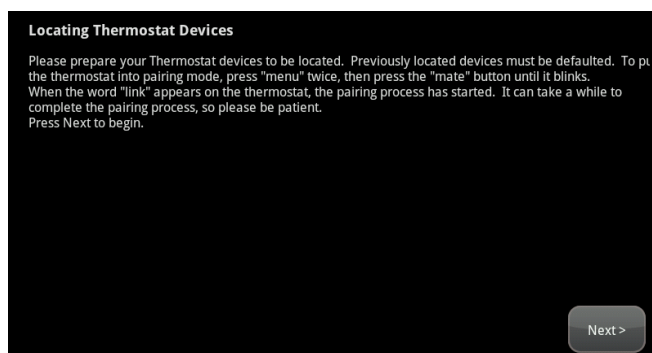 Locating Thermostat Devices
Please prepare your Thermostat devices to be located.  Previously located devices must be defaulted.  To pu
the thermostat into pairing mode, press "menu" twice, then press the "mate" button until it blinks.
When the word "link" appears on the thermostat, the pairing process has started.  It can take a while to
complete the pairing process, so please be patient.
Press Next to begin.
Next >